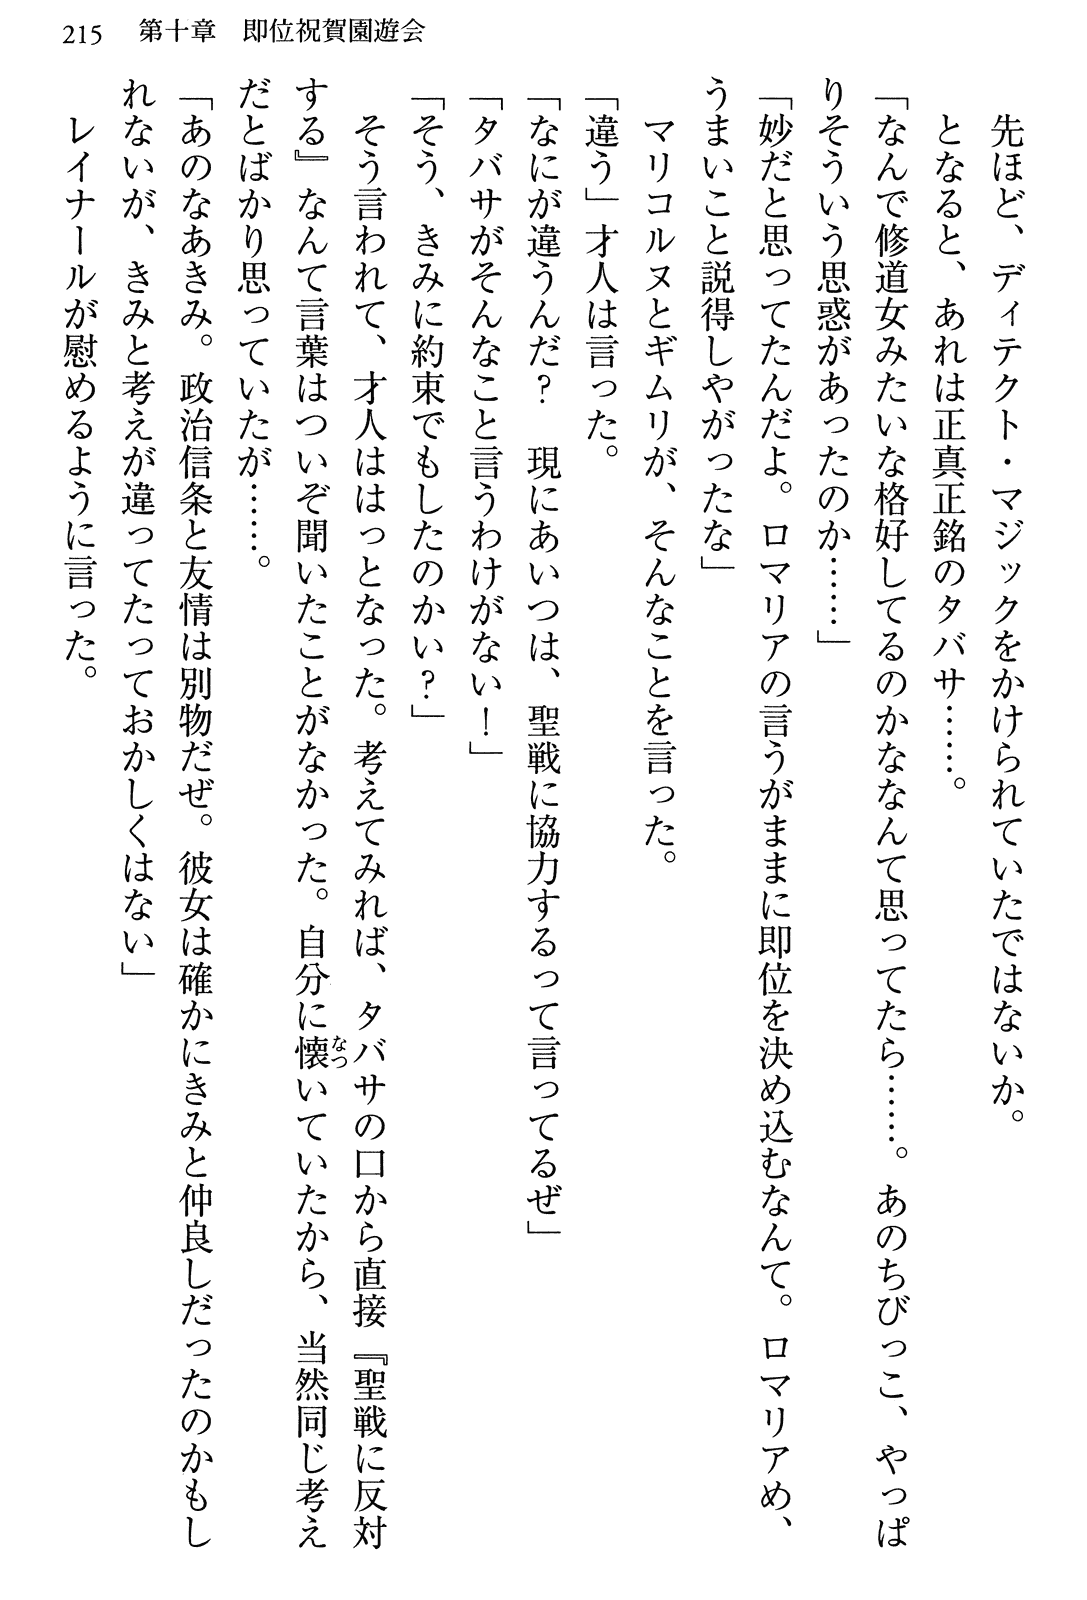 215　第十章　即位祝賀園遊会
　先ほど、ディテクト・マジックをかけられていたではないか。
　となると、あれは正真正銘のタバサ……。
「なんで修道女みたいな格好してるのかななんて思ってたら……。あのちびっこ、やっぱ
りそういう思惑があったのか……」
「妙だと思ってたんだよ。ロマリアの言うがままに即位を決め込むなんて。ロマリアめ、
うまいこと説得しやがったな」
　マリコルヌとギムリが、そんなことを言った。
「違う」才人は言った。
「なにが違うんだ?　現にあいつは、聖戦に協力するって言ってるぜ」
「タバサがそんなこと言うわけがない!」
「そう、きみに約束でもしたのかい?」
　そう言われて、才人ははっとなった。考えてみれば、タバサの口から直接『聖戦に反対
する』なんて言葉はついぞ聞いたことがなかった。自分に懐なついていたから、当然同じ考え
だとばかり思っていたが……。
「あのなあきみ。政治信条と友情は別物だぜ。彼女は確かにきみと仲良しだったのかもし
れないが、きみと考えが違ってたっておかしくはない」
　レイナールが慰めるように言った。